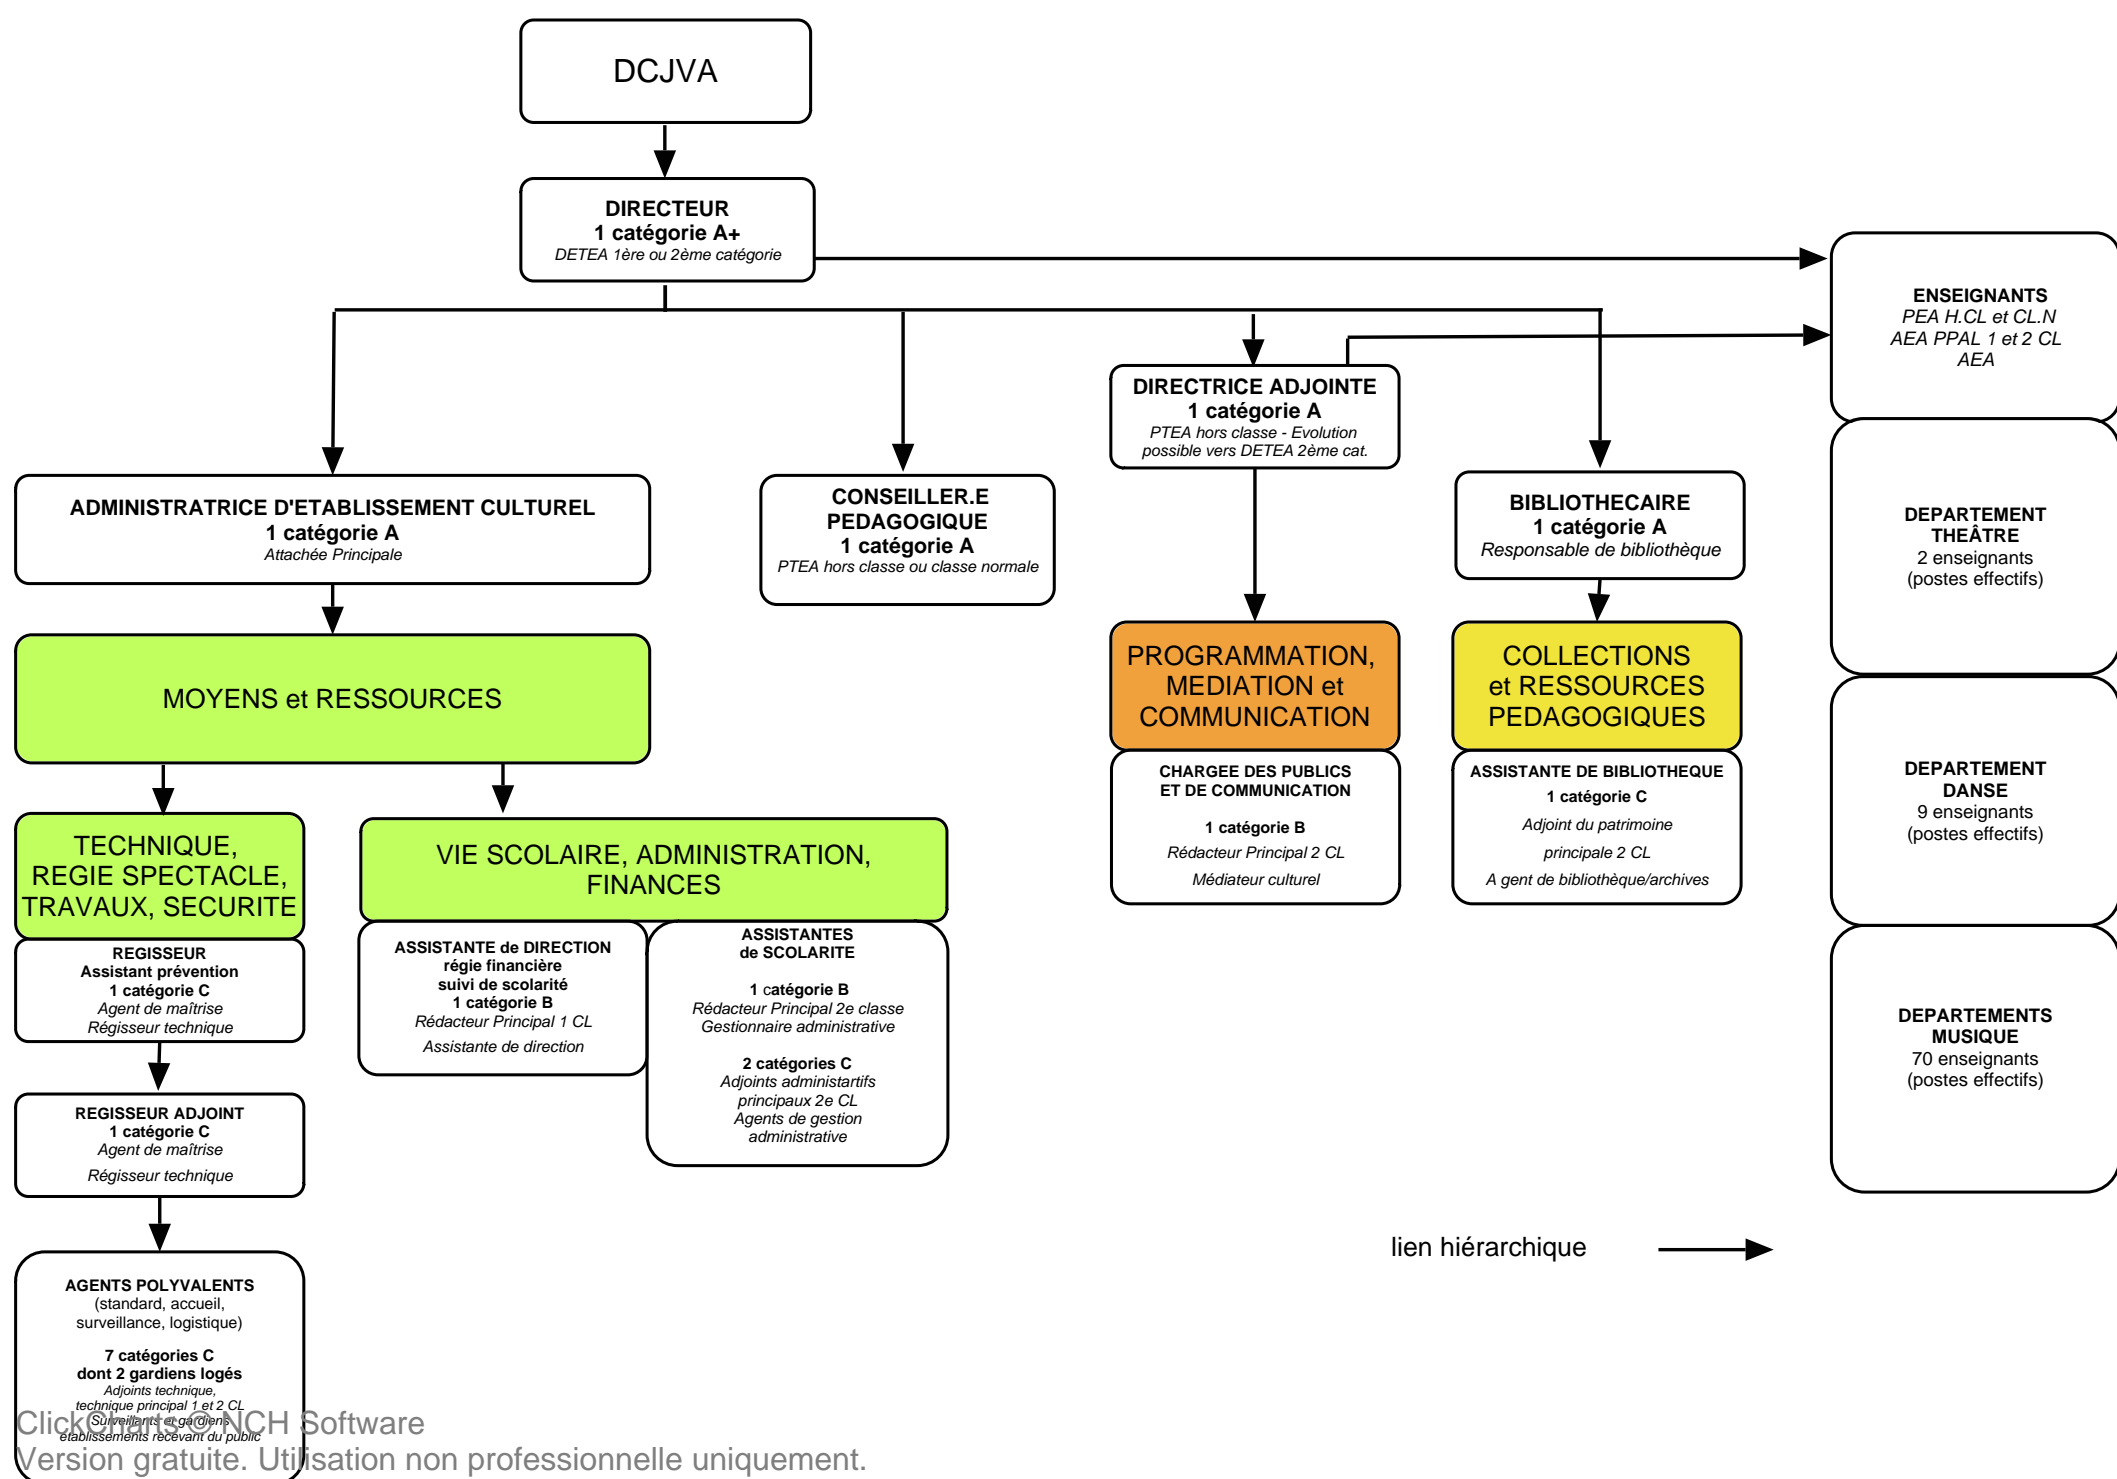 DCJVA
DIRECTEUR
1 catégorie A+
DETEA 1ère ou 2ème catégorie
ENSEIGNANTS
PEA H.CL et CL.N
AEA PPAL 1 et 2 CL
AEA
DIRECTRICE ADJOINTE
1 catégorie A
PTEA hors classe - Evolution
possible vers DETEA 2ème cat.
ADMINISTRATRICE D'ETABLISSEMENT CULTUREL
1 catégorie A
Attachée Principale
CONSEILLER.E
PEDAGOGIQUE
1 catégorie A
PTEA hors classe ou classe normale
BIBLIOTHECAIRE
1 catégorie A
Responsable de bibliothèque
DEPARTEMENT
THEÂTRE
2 enseignants
(postes effectifs)
MOYENS et RESSOURCES
PROGRAMMATION,
MEDIATION et
COMMUNICATION
COLLECTIONS
et RESSOURCES
PEDAGOGIQUES
CHARGEE DES PUBLICS
ET DE COMMUNICATION
1 catégorie B
Rédacteur Principal 2 CL
Médiateur culturel
ASSISTANTE DE BIBLIOTHEQUE
1 catégorie C
Adjoint du patrimoine
principale 2 CL
A gent de bibliothèque/archives
DEPARTEMENT
DANSE
9 enseignants
(postes effectifs)
TECHNIQUE,
REGIE SPECTACLE,
TRAVAUX, SECURITE
VIE SCOLAIRE, ADMINISTRATION,
FINANCES
REGISSEUR
Assistant prévention
1 catégorie C
Agent de maîtrise
Régisseur technique
ASSISTANTE de DIRECTION
régie financière
suivi de scolarité
1 catégorie B
Rédacteur Principal 1 CL
Assistante de direction
ASSISTANTES
de SCOLARITE
1 catégorie B
Rédacteur Principal 2e classe
Gestionnaire administrative
2 catégories C
Adjoints administartifs
principaux 2e CL
Agents de gestion
administrative
DEPARTEMENTS
MUSIQUE
70 enseignants
(postes effectifs)
REGISSEUR ADJOINT
1 catégorie C
Agent de maîtrise
Régisseur technique
lien hiérarchique
AGENTS POLYVALENTS
(standard, accueil,
surveillance, logistique)
7 catégories C
dont 2 gardiens logés
Adjoints technique,
technique principal 1 et 2 CL
Surveillants et gardiens
établissements recevant du public
ClickCharts © NCH Software
Version gratuite. Utilisation non professionnelle uniquement.